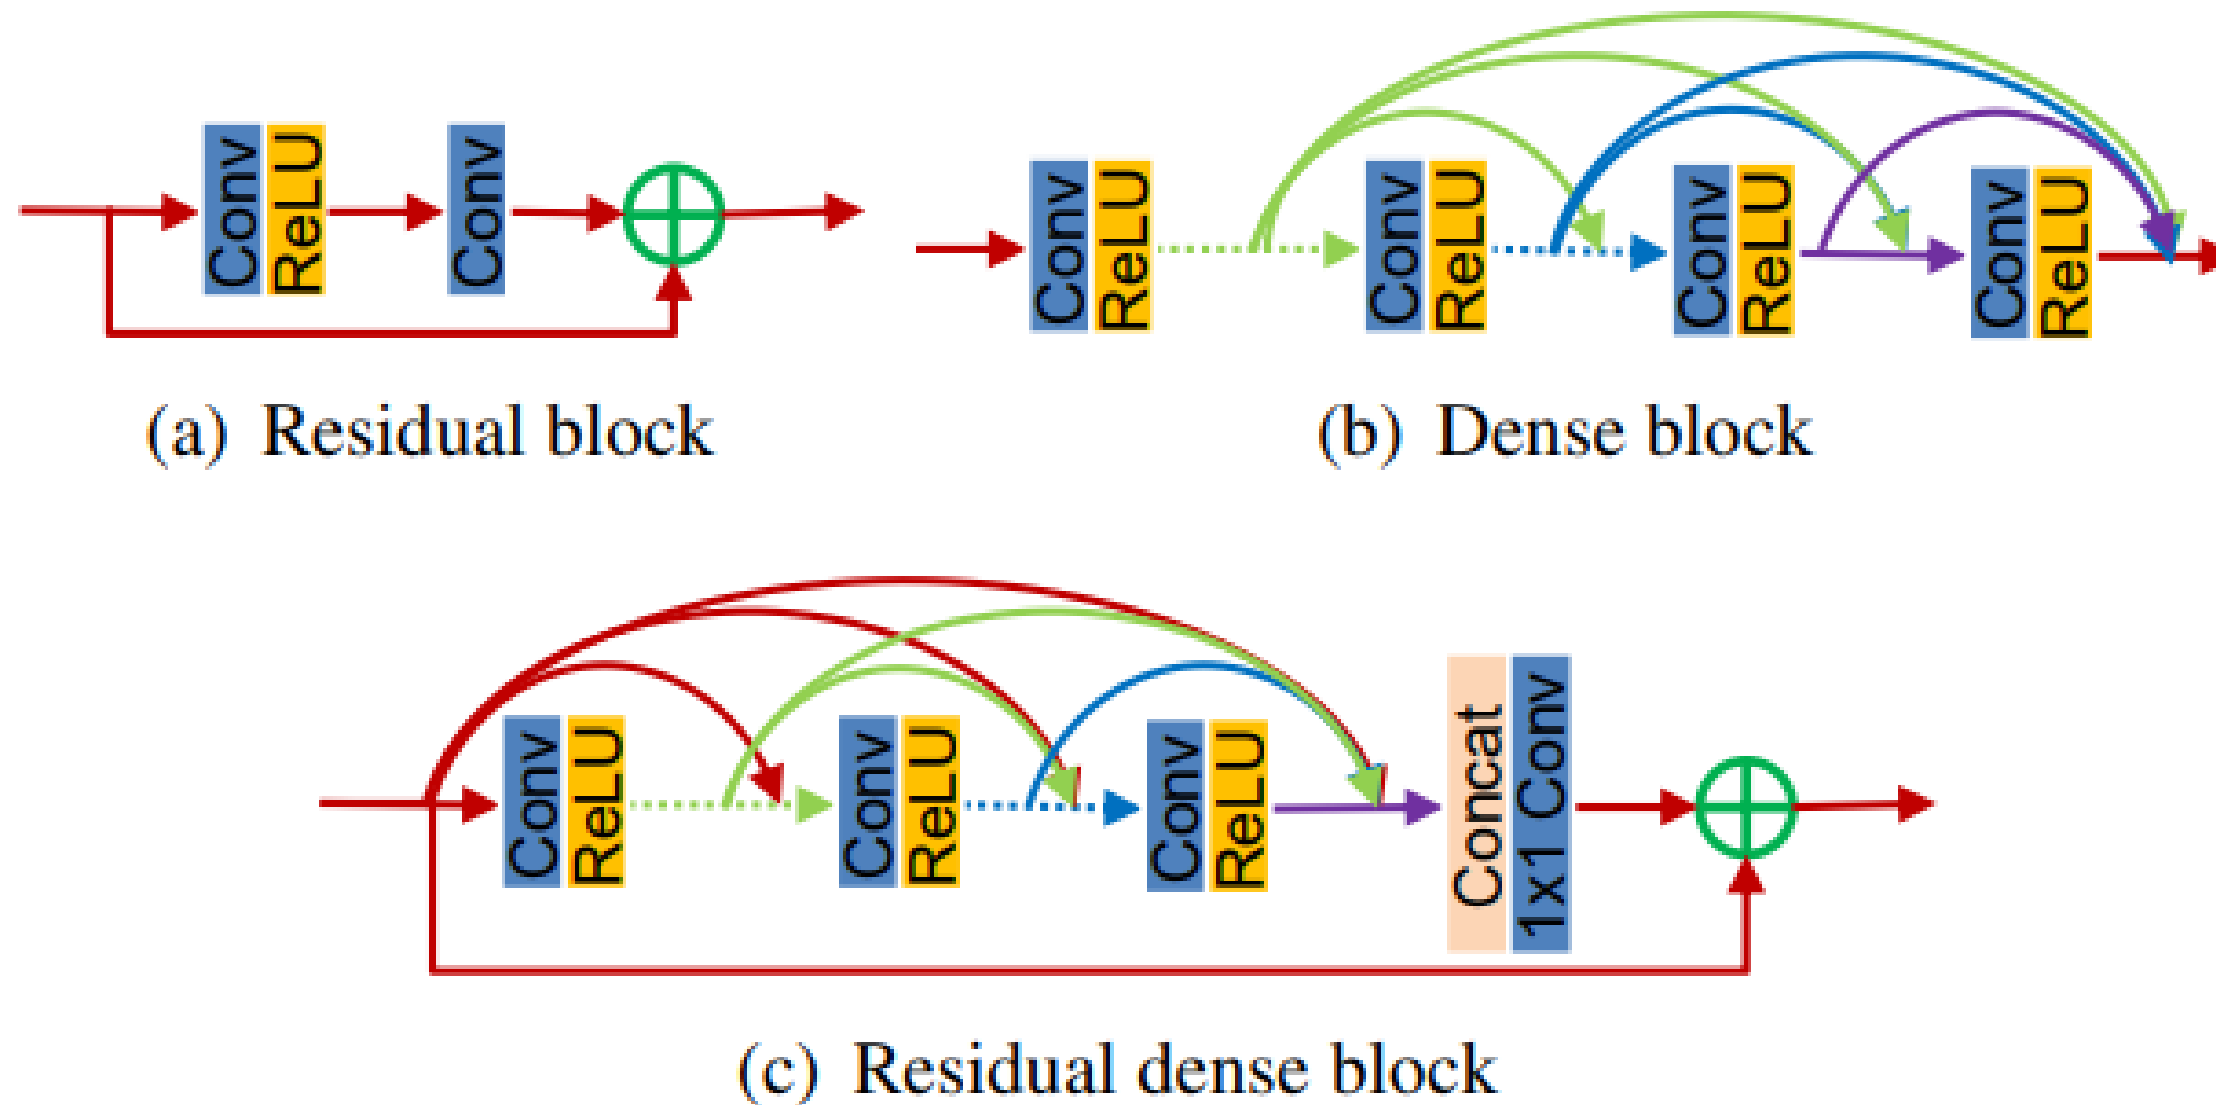 Conv
ReLU
Conv
Conv
ReLU
Conv
ReLU
Conv
ReLU
Conv
ReLU
(a) Residual block
(b) Dense block
Conv
ReLU
Conv
ReLU
Conv
ReLU
Concat
1x1 Conv
(c) Residual dense block